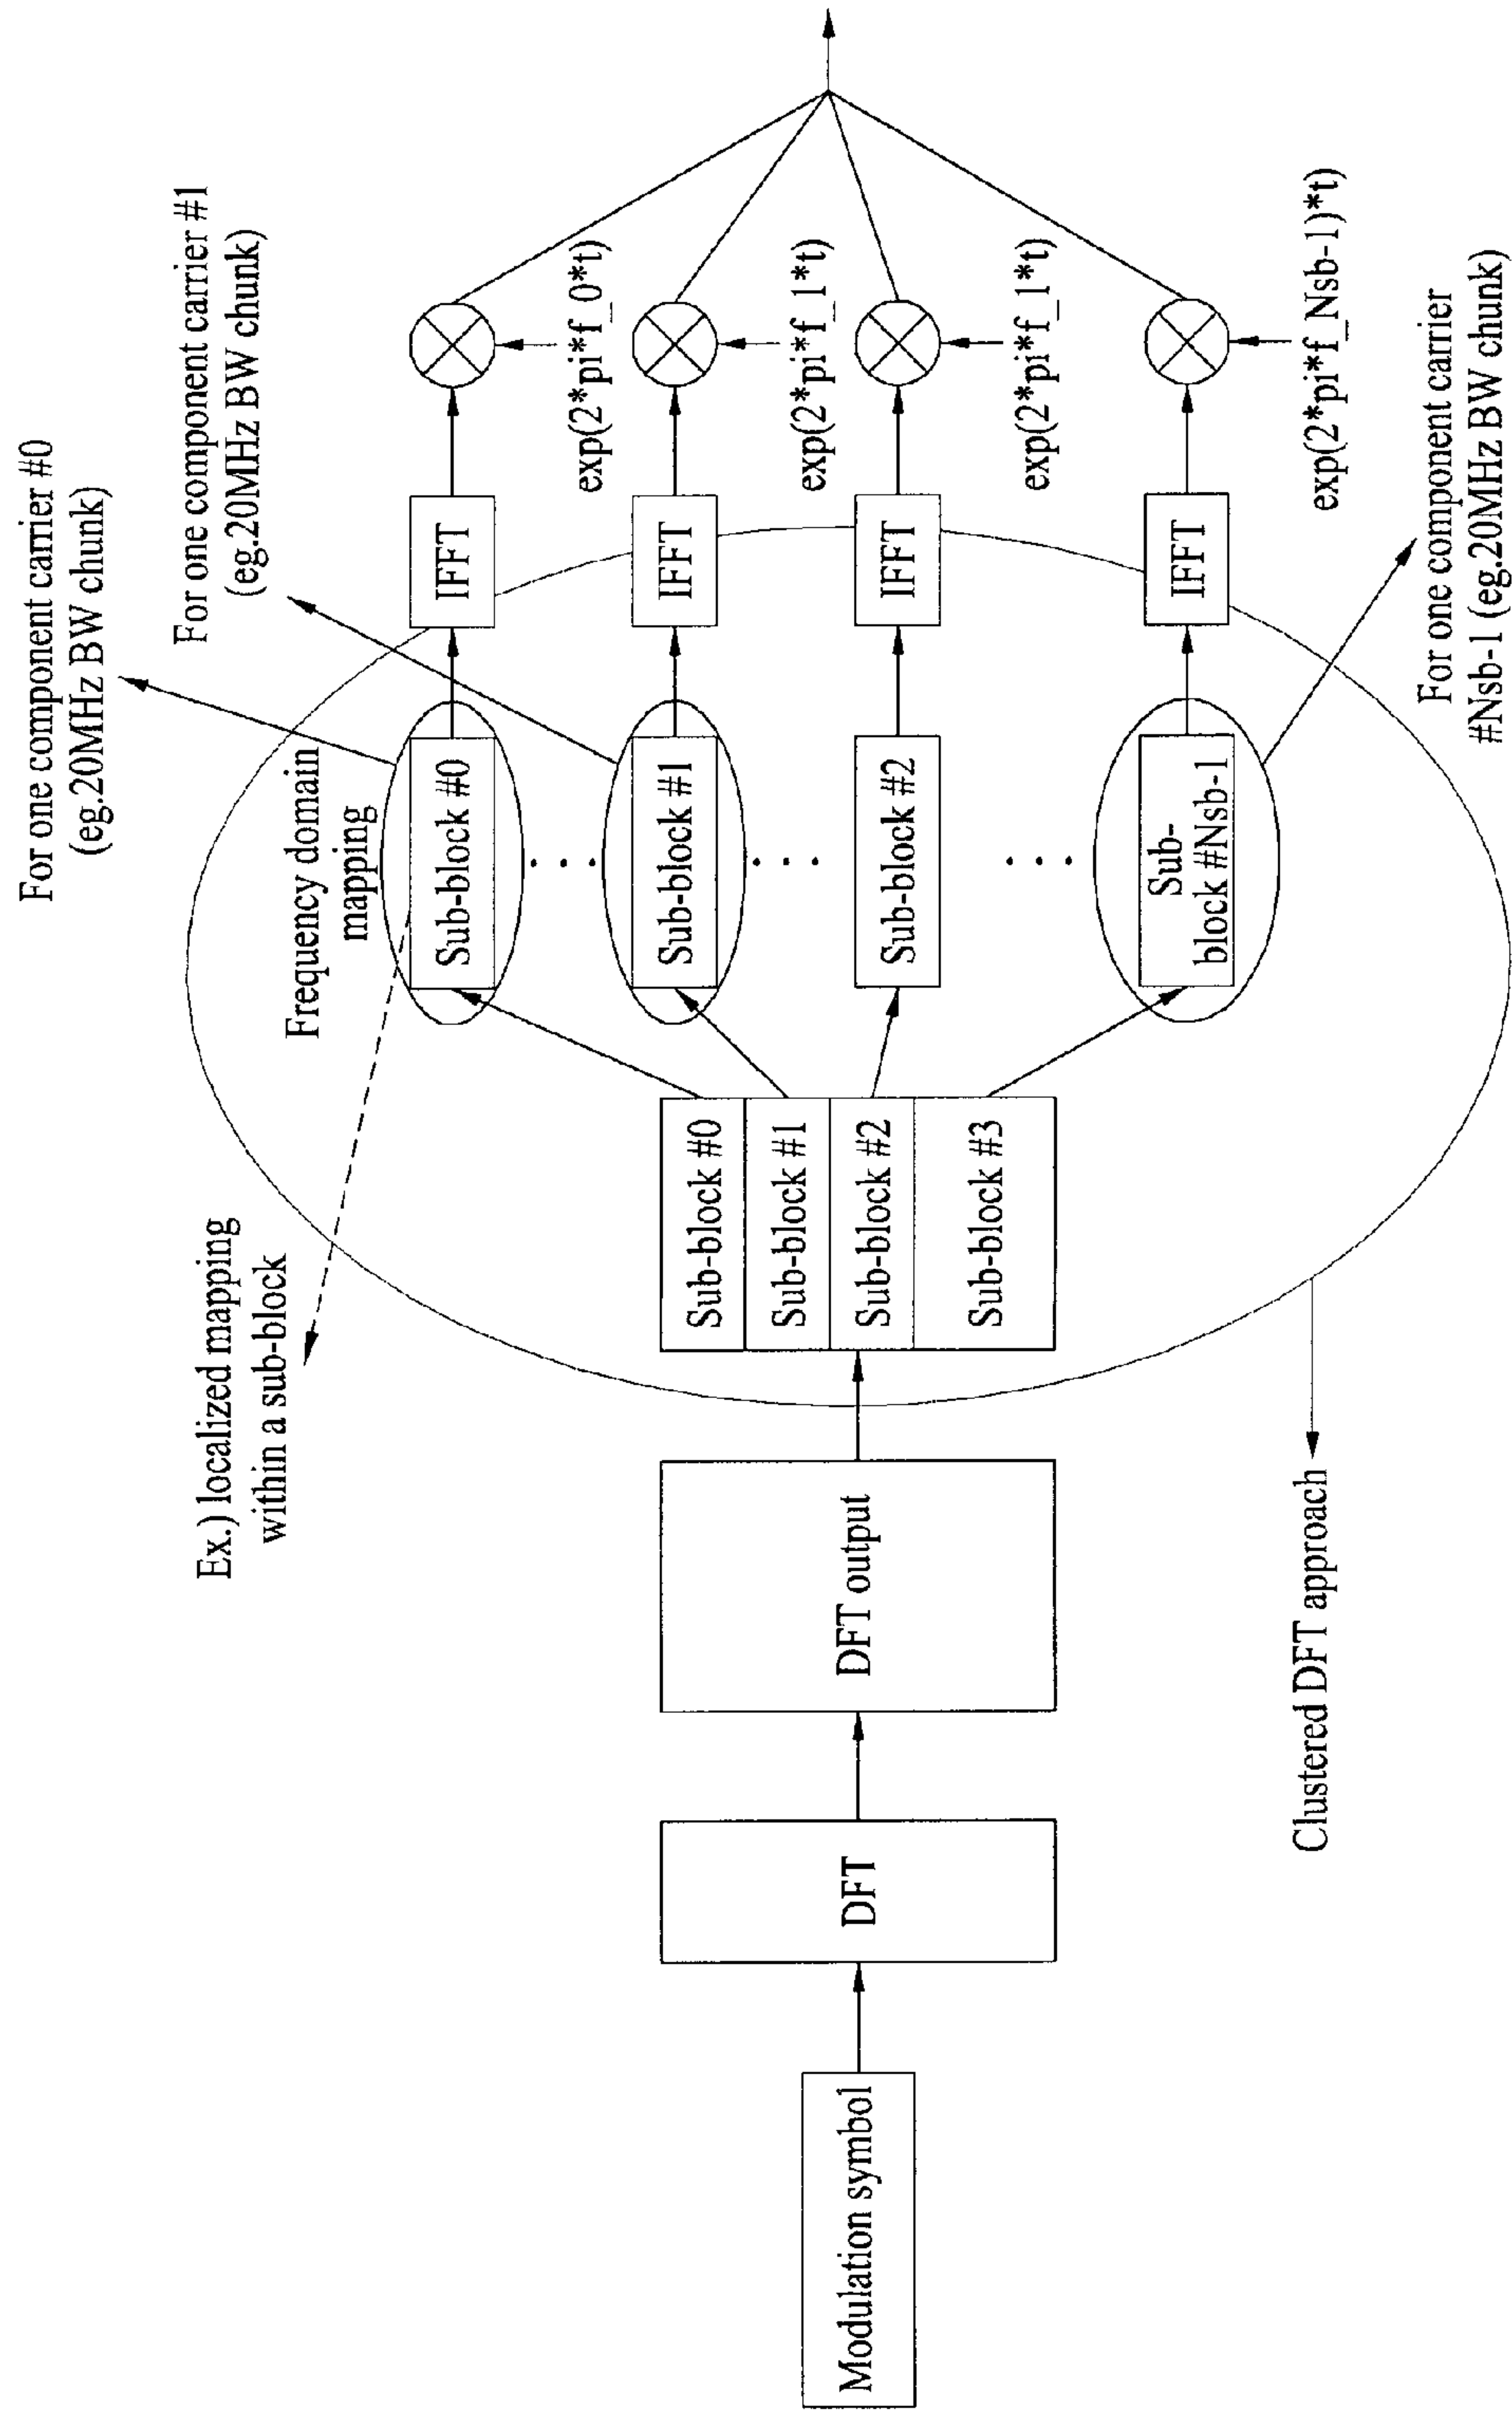 Modulation symbol
DFT
DFT output
Sub-block #0
Sub-block #1
Sub-block #2
Sub-block #3
Clustered DFT approach
Ex.) localized mapping
within a sub-block
Frequency domain
mapping
Sub-block #0
Sub-block #1
Sub-block #2
Sub-
block #Nsb-1
For one component carrier #0
(eg.20MHz BW chunk)
For one component carrier #1
(eg.20MHz BW chunk)
IFFT
IFFT
IFFT
IFFT
exp(2*pi*f_0*t)
exp(2*pi*f_1*t)
exp(2*pi*f_1*t)
exp(2*pi*f_Nsb-1)*t)
For one component carrier
#Nsb-1 (eg.20MHz BW chunk)